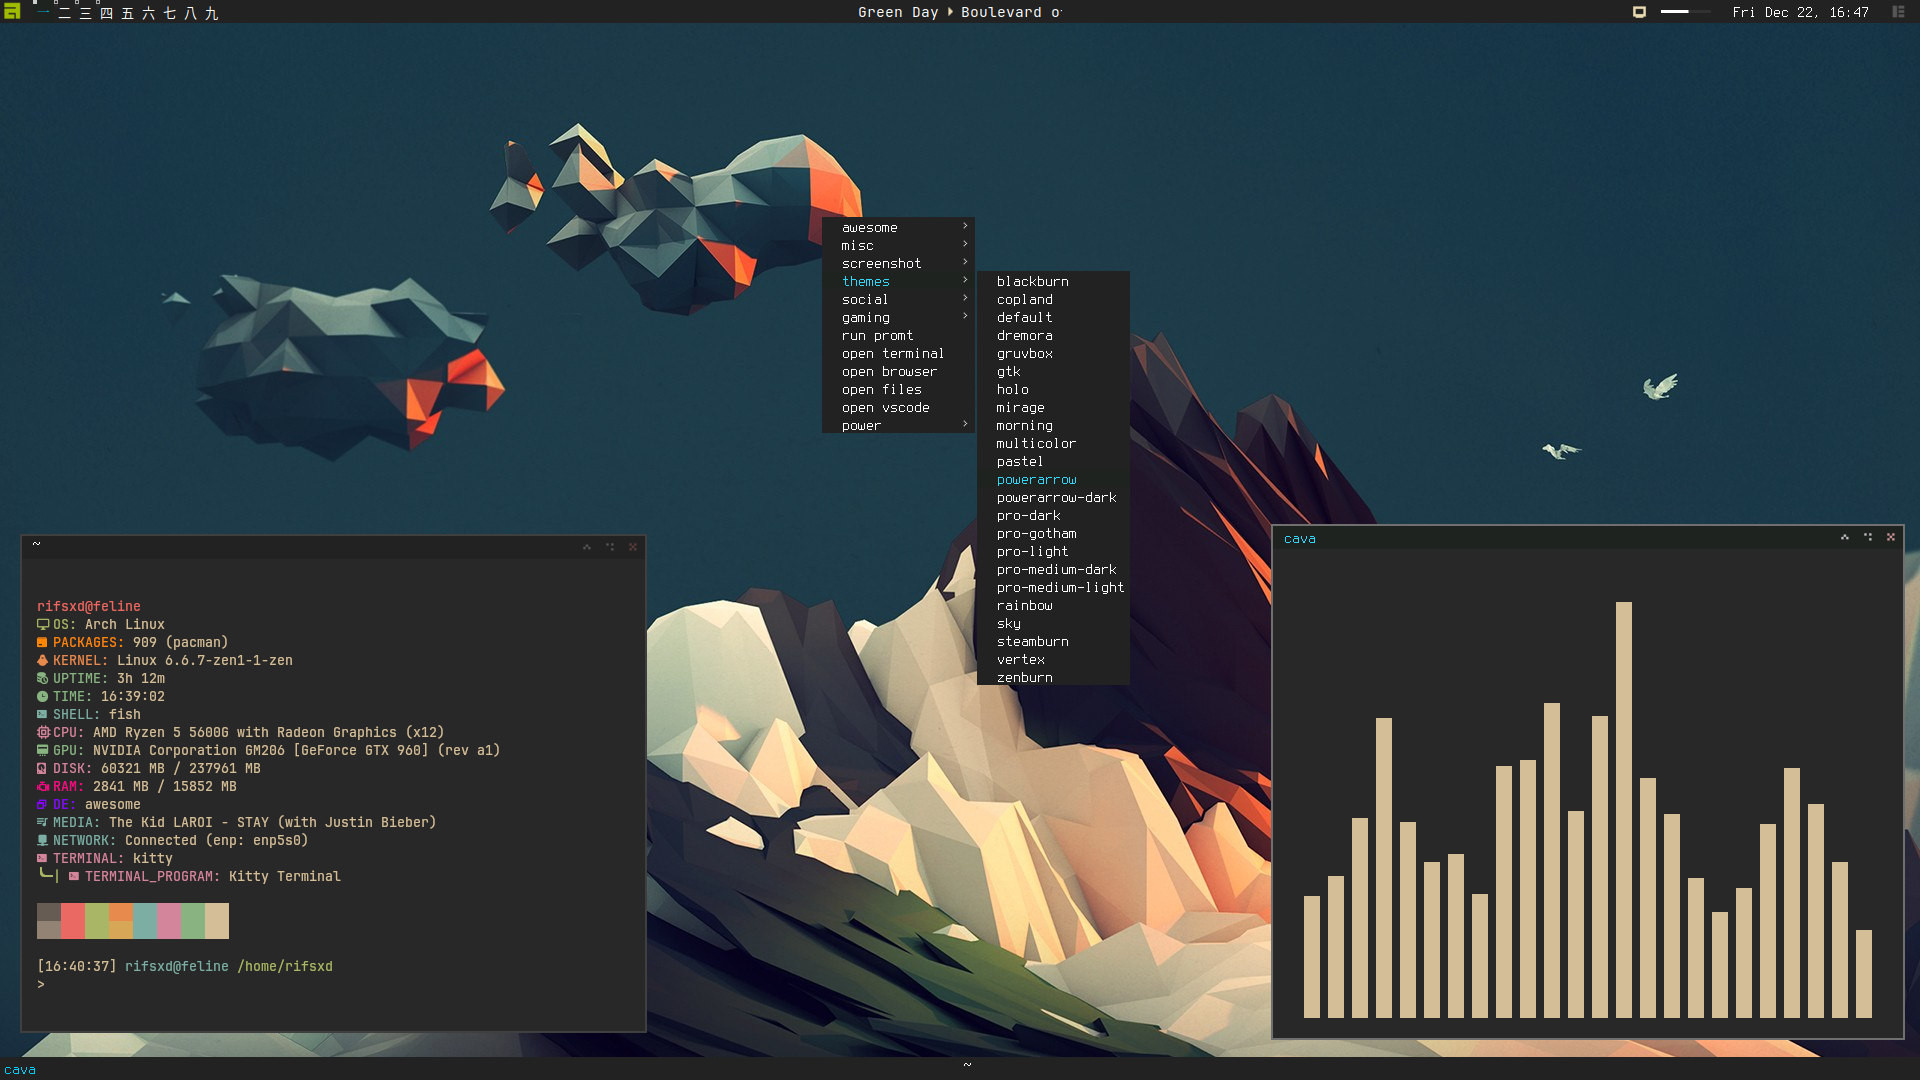 一 二 三 四 五 六 七 八 九
Green Day Boulevard o
Fri Dec 22, 16:47
awesome
misc
screenshot
themes
social
gaming
run promt
open terminal
open browser
open files
open vscode
power
blackburn
copland
default
dremora
gruvbox
gtk
holo
mirage
morning
multicolor
pastel
powerarrow
powerarrow-dark
pro-dark
pro-gotham
pro-light
pro-medium-dark
pro-medium-light
rainbow
sky
steamburn
vertex
zenburn
~
rifsxd@feline
OS: Arch Linux
PACKAGES: 909 (pacman)
KERNEL: Linux 6.6.7-zen1-1-zen
UPTIME: 3h 12m
TIME: 16:39:02
SHELL: fish
CPU: AMD Ryzen 5 5600G with Radeon Graphics (x12)
GPU: NVIDIA Corporation GM206 [GeForce GTX 960] (rev a1)
DISK: 60321 MB / 237961 MB
RAM: 2841 MB / 15852 MB
DE: awesome
MEDIA: The Kid LAROI - STAY (with Justin Bieber)
NETWORK: Connected (enp: enp5s0)
TERMINAL: kitty
TERMINAL_PROGRAM: Kitty Terminal
[16:40:37] rifsxd@feline /home/rifsxd
>
cava
cava
~